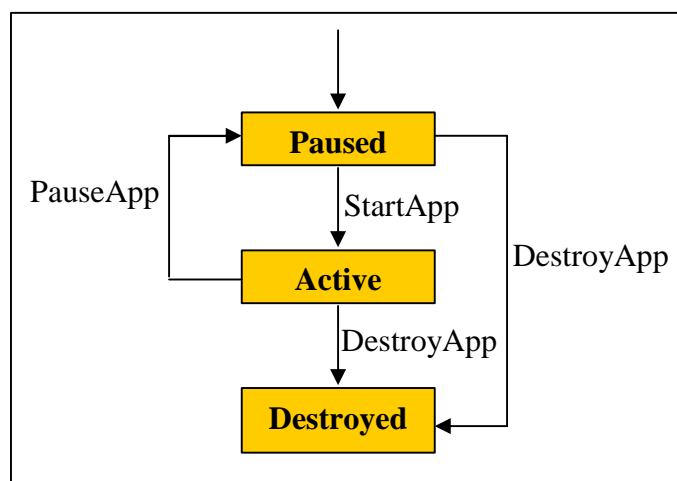 Paused
PauseApp
StartApp
DestroyApp
Active
DestroyApp
Destroyed